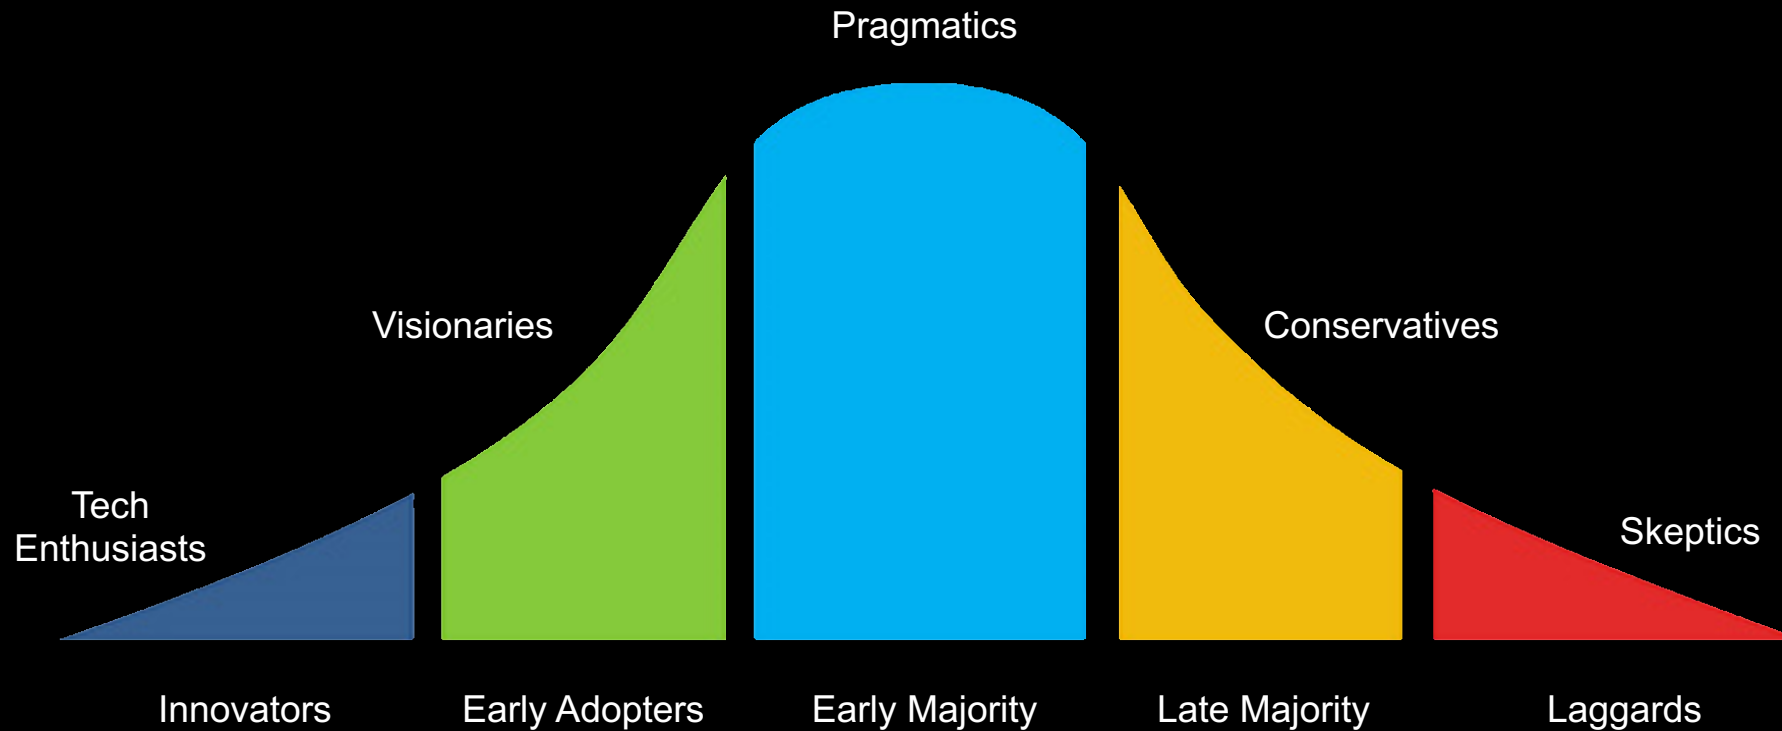 Pragmatics
Visionaries
Conservatives
Tech
Enthusiasts
Skeptics
Innovators
Early Adopters
Early Majority
Late Majority
Laggards